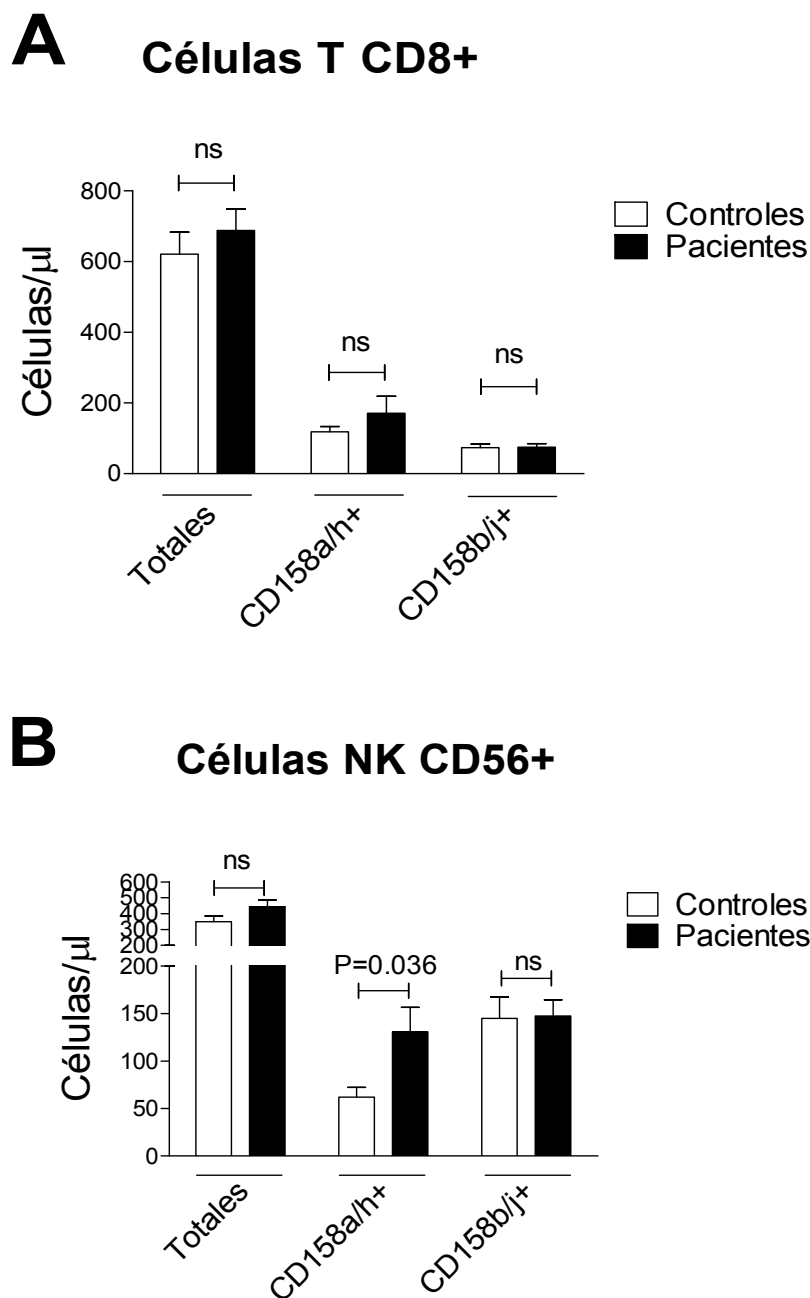 A
Células T CD8+
ns
800
600
400
200
0
Células/µl
ns
ns
Controles
Pacientes
Totales
CD158a/h+
CD158b/j+
B
Células NK CD56+
ns
600
500
400
300
200
200
150
100
50
0
Células/µl
P=0.036
ns
Controles
Pacientes
Totales
CD158a/h+
CD158b/j+